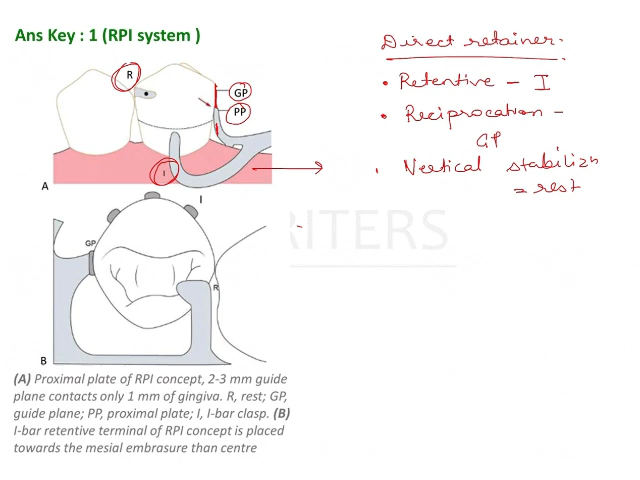 Ans Key : 1 (RPI system )
Direct retainer.
• Retentive - I
• Reciprocation -
GP
• Vertical stabilizn
= rest
R
GP
PP
I
A
I
GP
R
B
RITERS
(A) Proximal plate of RPI concept, 2-3 mm guide
plane contacts only 1 mm of gingiva. R, rest; GP,
guide plane; PP, proximal plate; I, I-bar clasp. (B)
I-bar retentive terminal of RPI concept is placed
towards the mesial embrasure than centre